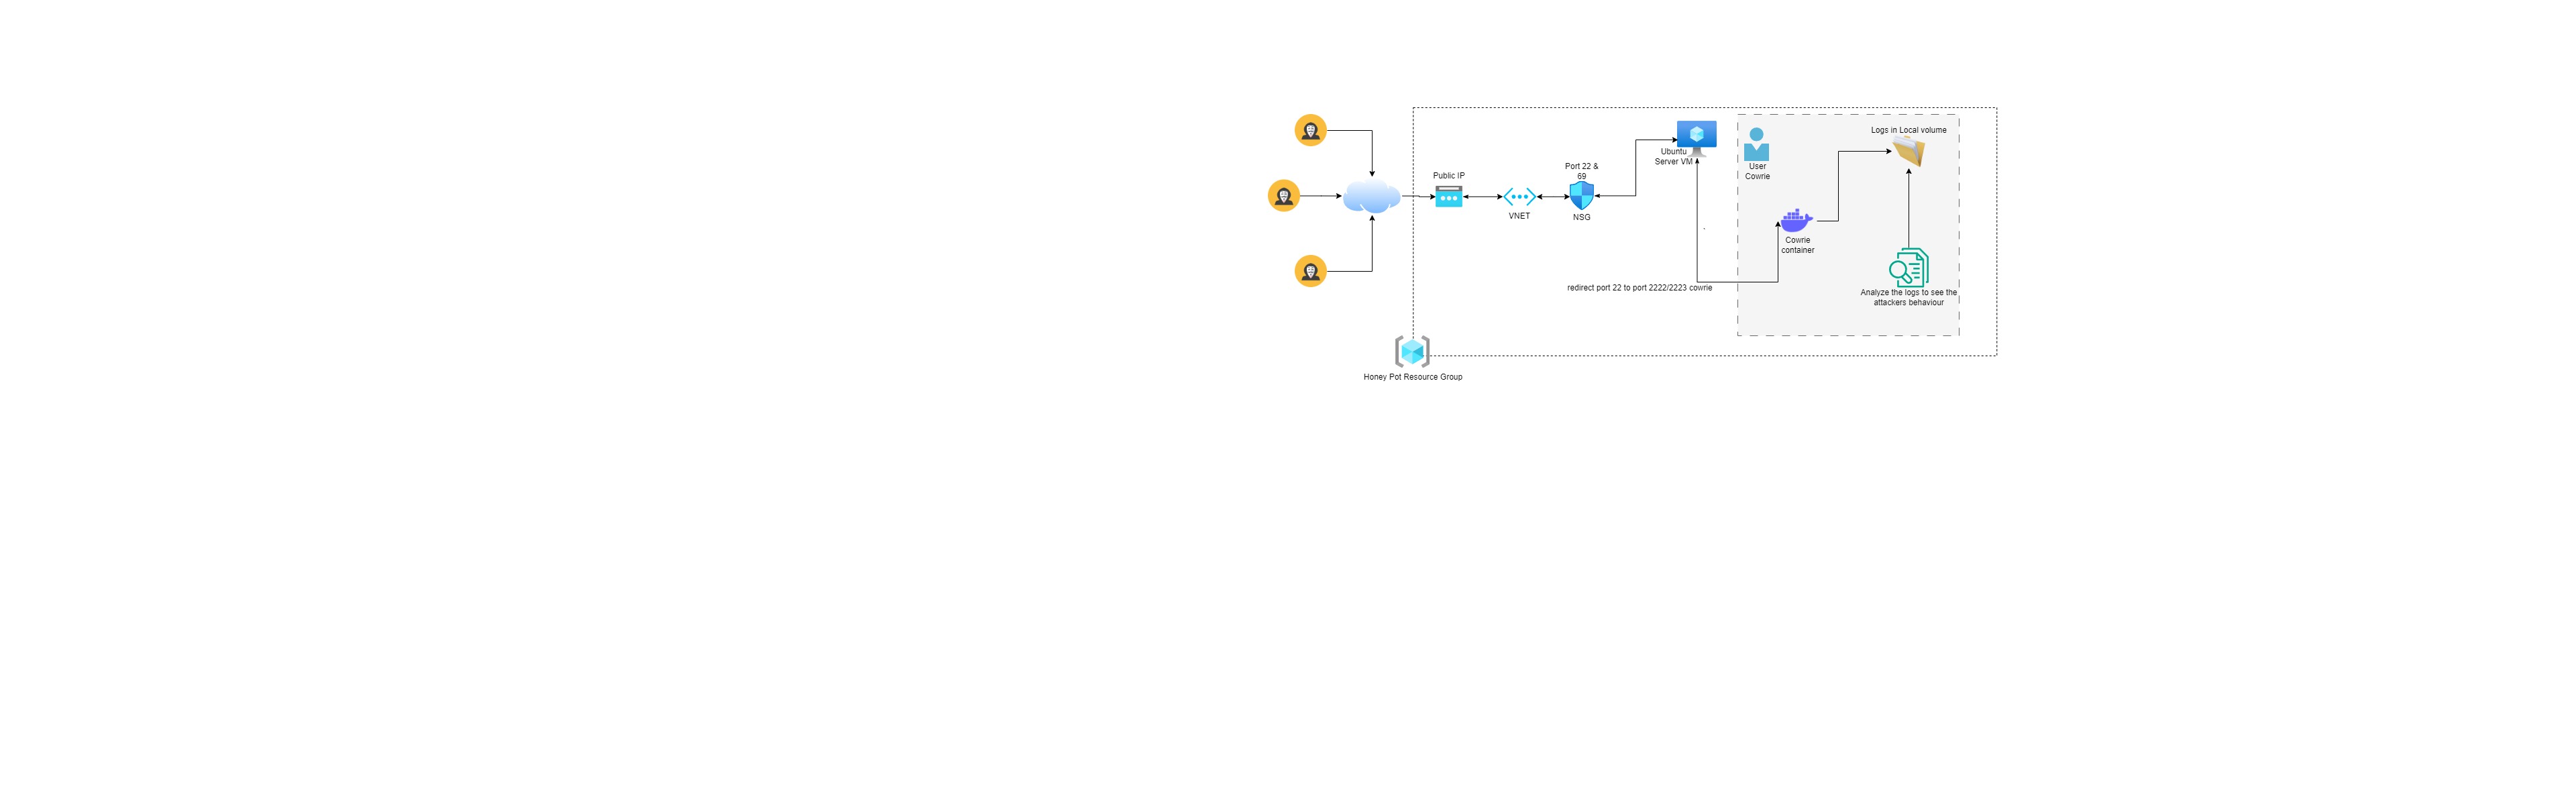 Public IP
VNET
Port 22 &
69
NSG
Ubuntu
Server VM
redirect port 22 to port 2222/2223 cowrie
User
Cowrie
Cowrie
container
Logs in Local volume
Analyze the logs to see the
attackers behaviour
Honey Pot Resource Group